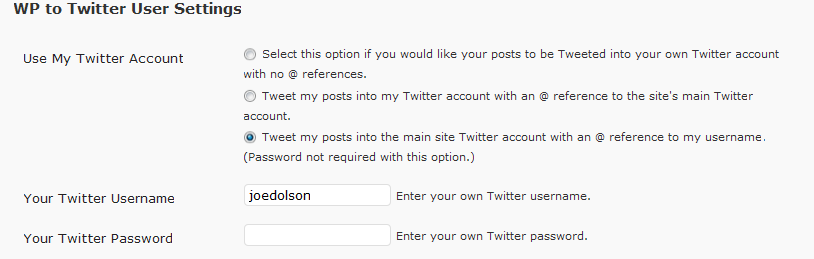 WP to Twitter User Settings
Use My Twitter Account
Select this option if you would like your posts to be Tweeted into your own Twitter account
with no @ references.
Tweet my posts into my Twitter account with an @ reference to the site's main Twitter
account.
Tweet my posts into the main site Twitter account with an @ reference to my username.
(Password not required with this option.)
Your Twitter Username
joedolson
Enter your own Twitter username.
Your Twitter Password
Enter your own Twitter password.